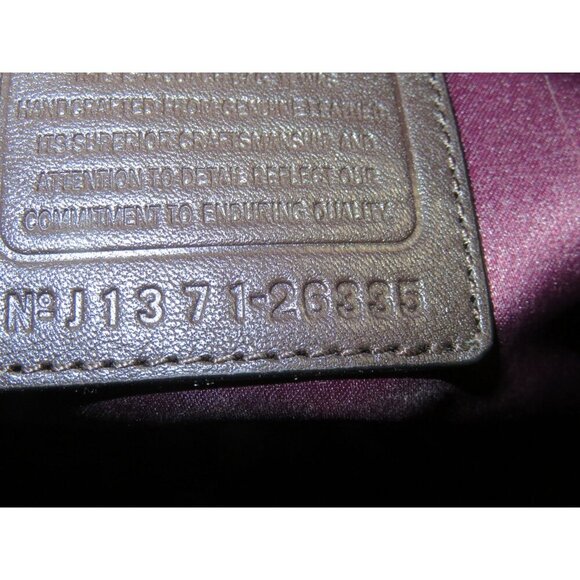 HANDCRAFTED FROM GENUINE LEATHER.
ITS SUPERIOR CRAFTSMANSHIP AND
ATTENTION TO DETAIL REFLECT OUR
COMMITMENT TO ENDURING QUALITY.
Nº J1371-26335